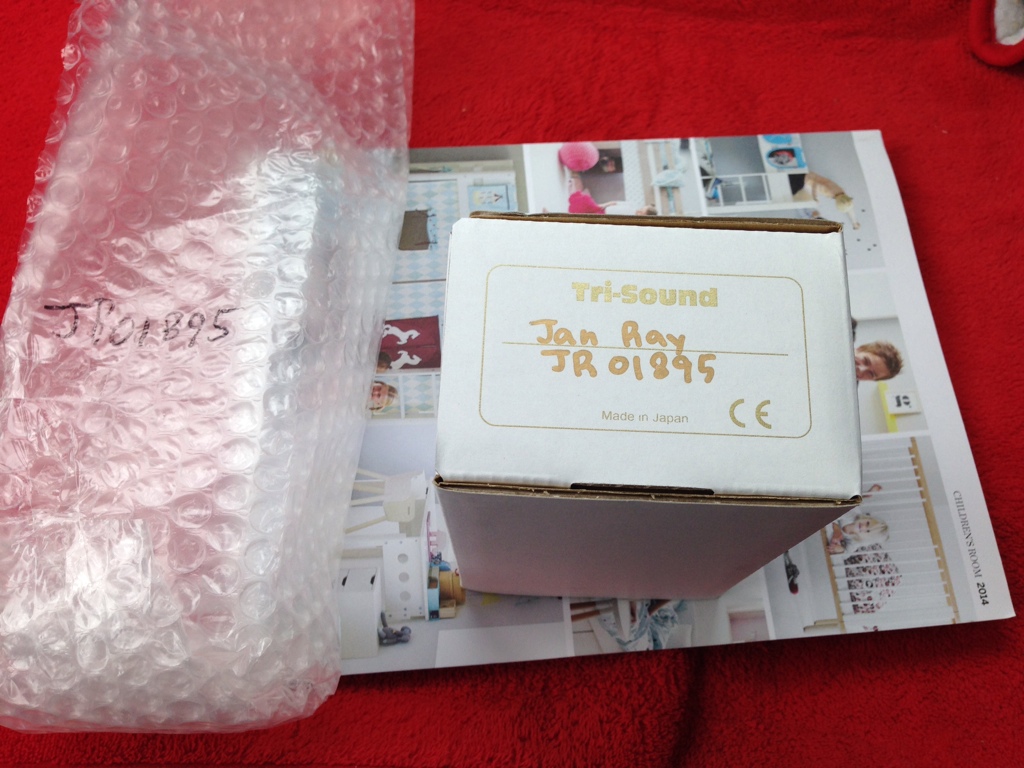 JR01895
Tri-Sound
Jan Ray
JR 01895
Made in Japan CE
CHILDREN'S ROOM 2014